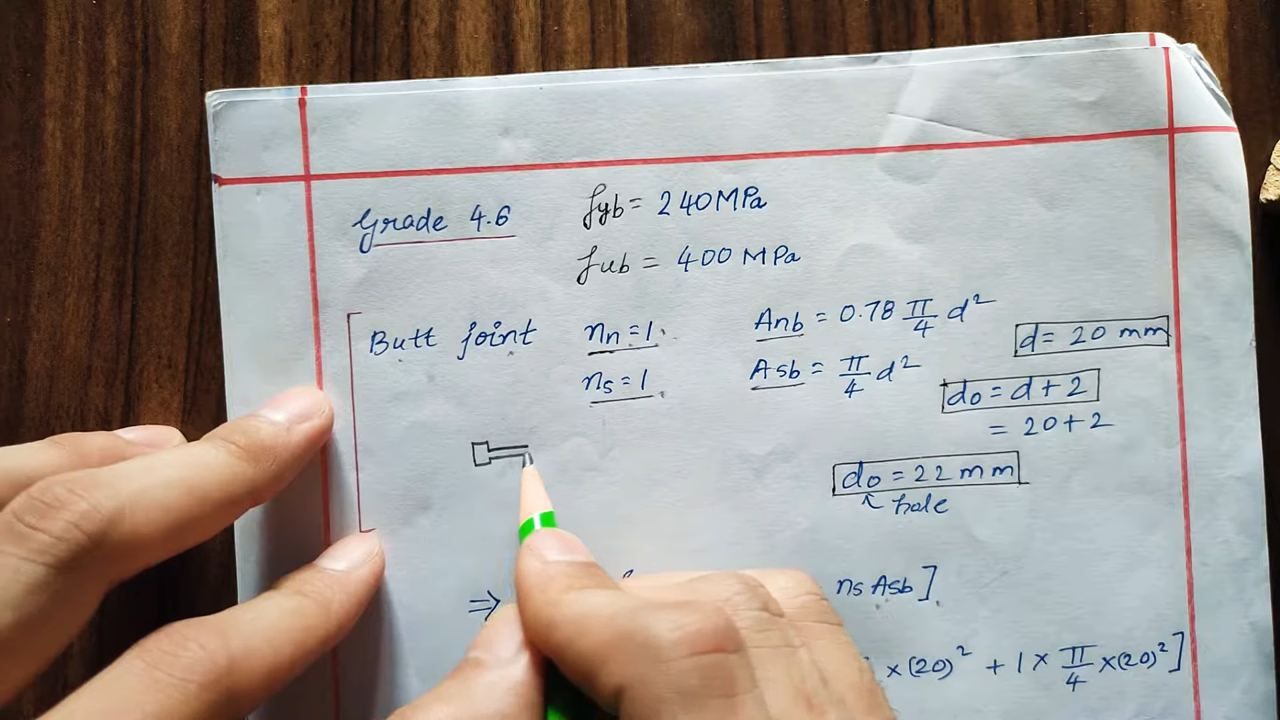 Grade 4.6 fyb = 240MPa
fub = 400 MPa
Butt joint nn = 1 Anb = 0.78 π/4 d² d = 20 mm
ns = 1 Asb = π/4 d² do = d + 2
= 20 + 2
do = 22 mm
↑ hole
⇒ ns Asb]
× (20)² + 1 × π/4 × (20)²]